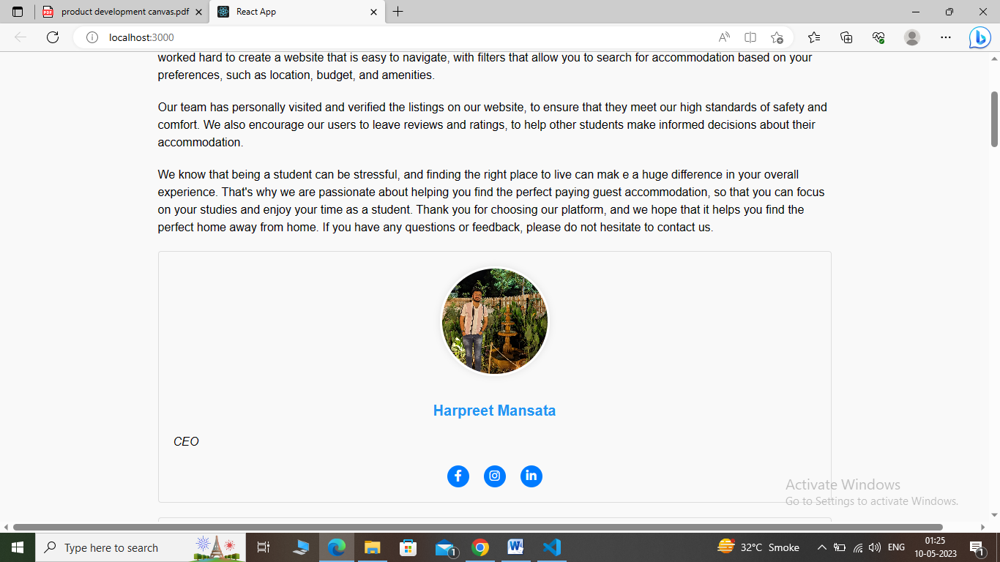 product development canvas.pdf
React App
localhost:3000
worked hard to create a website that is easy to navigate, with filters that allow you to search for accommodation based on your
preferences, such as location, budget, and amenities.
Our team has personally visited and verified the listings on our website, to ensure that they meet our high standards of safety and
comfort. We also encourage our users to leave reviews and ratings, to help other students make informed decisions about their
accommodation.
We know that being a student can be stressful, and finding the right place to live can mak e a huge difference in your overall
experience. That's why we are passionate about helping you find the perfect paying guest accommodation, so that you can focus
on your studies and enjoy your time as a student. Thank you for choosing our platform, and we hope that it helps you find the
perfect home away from home. If you have any questions or feedback, please do not hesitate to contact us.
Harpreet Mansata
CEO
Activate Windows
Go to Settings to activate Windows.
Type here to search
1
32°C Smoke
ENG
01:25
10-05-2023
1